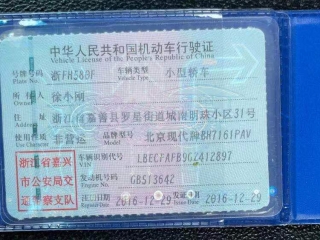 中华人民共和国机动车行驶证
Vehicle License of the People's Republic of China
号牌号码 浙FH580F 车辆类型 小型轿车
Plate No. Vehicle Type
所有人 徐小刚
Owner
住址 浙江省嘉善县罗星街道城湖明珠小区31号
Address
使用性质 非营运 品牌型号 北京现代牌BH7161PAV
Use Character Model
浙江省嘉兴
市公安局交
通警察支队
车辆识别代号 LBECFAFB9GZ412897
VIN
发动机号码 GB513642
Engine No.
注册日期 2016-12-29 发证日期 2016-12-29
Register Date Issue Date